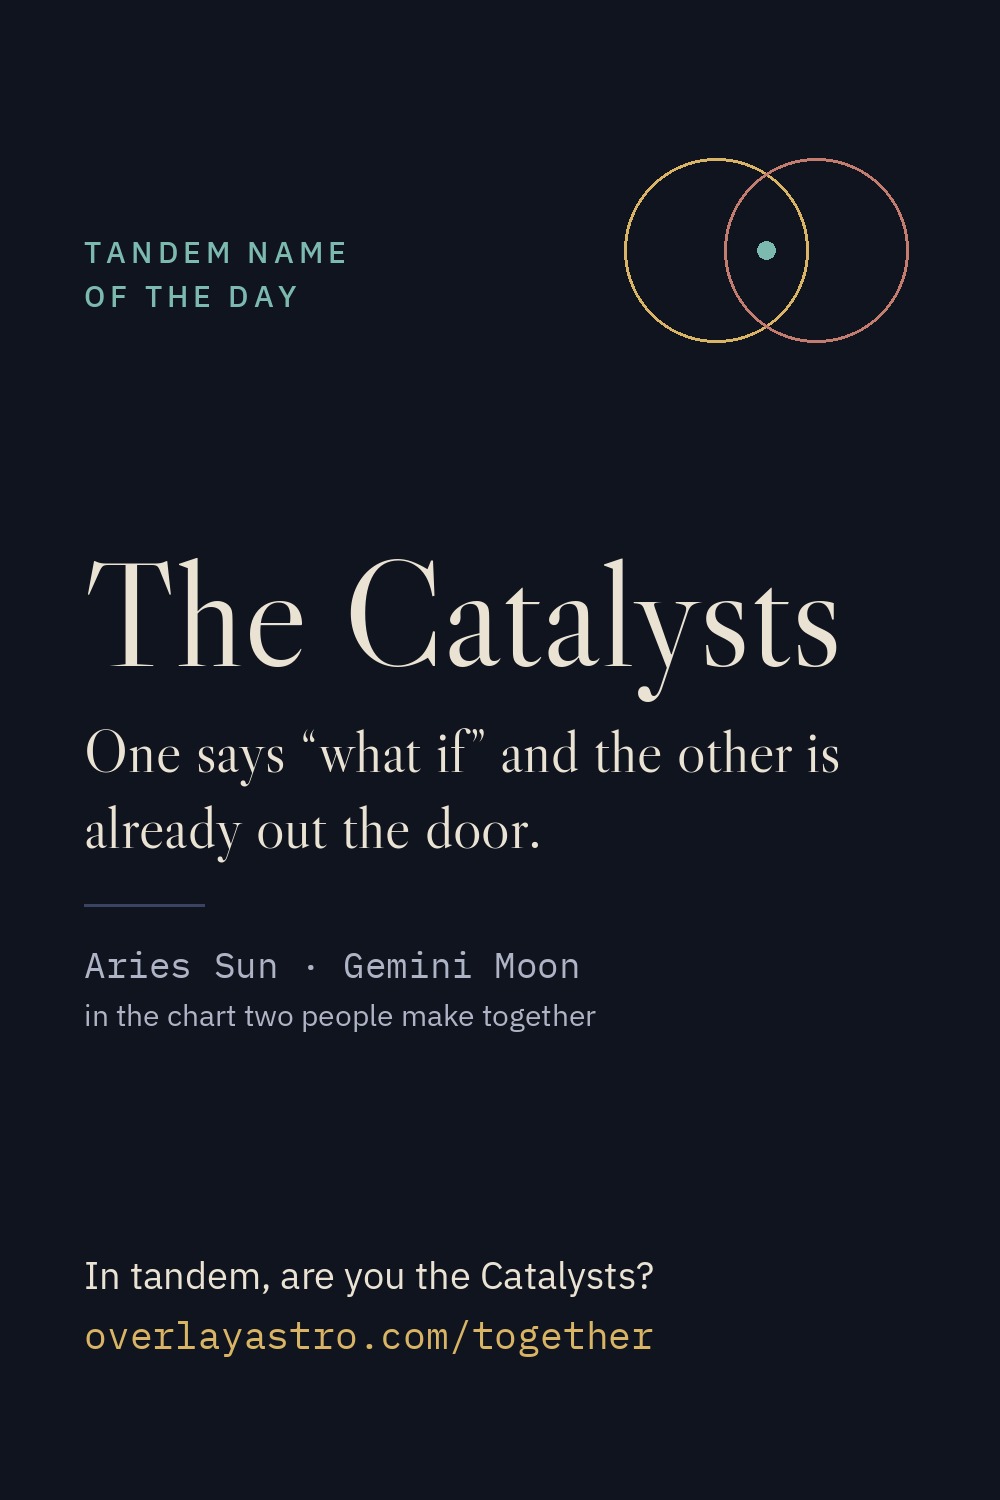 TANDEM NAME
OF THE DAY
The Catalysts
One says “what if” and the other is
already out the door.
Aries Sun · Gemini Moon
in the chart two people make together
In tandem, are you the Catalysts?
overlayastro.com/together